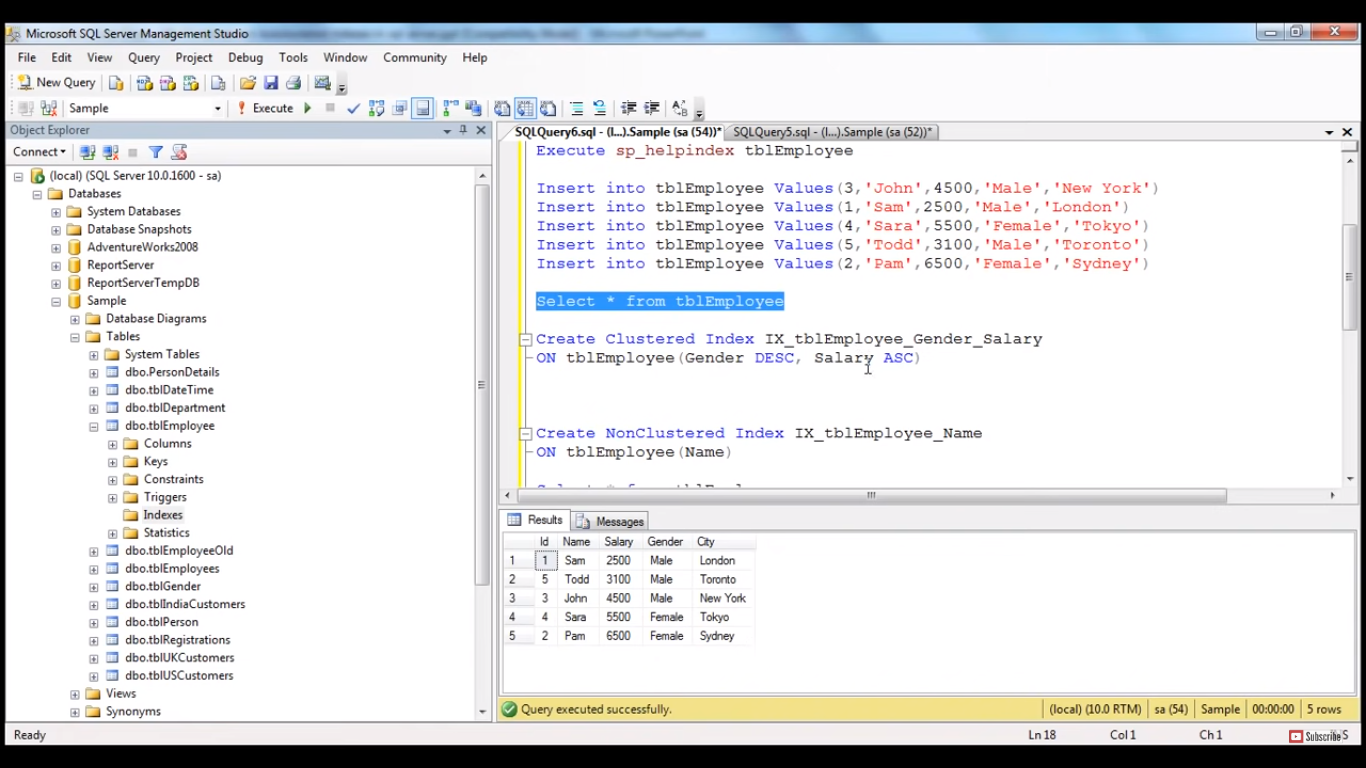 Microsoft SQL Server Management Studio
File Edit View Query Project Debug Tools Window Community Help
New Query
Sample Execute
Object Explorer
Connect
(local) (SQL Server 10.0.1600 - sa)
Databases
System Databases
Database Snapshots
AdventureWorks2008
ReportServer
ReportServerTempDB
Sample
Database Diagrams
Tables
System Tables
dbo.PersonDetails
dbo.tblDateTime
dbo.tblDepartment
dbo.tblEmployee
Columns
Keys
Constraints
Triggers
Indexes
Statistics
dbo.tblEmployeeOld
dbo.tblEmployees
dbo.tblGender
dbo.tblIndiaCustomers
dbo.tblPerson
dbo.tblRegistrations
dbo.tblUKCustomers
dbo.tblUSCustomers
Views
Synonyms
SQLQuery6.sql - (l...).Sample (sa (54))* SQLQuery5.sql - (l...).Sample (sa (52))*
Execute sp_helpindex tblEmployee
Insert into tblEmployee Values(3,'John',4500,'Male','New York')
Insert into tblEmployee Values(1,'Sam',2500,'Male','London')
Insert into tblEmployee Values(4,'Sara',5500,'Female','Tokyo')
Insert into tblEmployee Values(5,'Todd',3100,'Male','Toronto')
Insert into tblEmployee Values(2,'Pam',6500,'Female','Sydney')
Select * from tblEmployee
Create Clustered Index IX_tblEmployee_Gender_Salary
ON tblEmployee(Gender DESC, Salary ASC)
Create NonClustered Index IX_tblEmployee_Name
ON tblEmployee(Name)
Results Messages
Id Name Salary Gender City
1 1 Sam 2500 Male London
2 5 Todd 3100 Male Toronto
3 3 John 4500 Male New York
4 4 Sara 5500 Female Tokyo
5 2 Pam 6500 Female Sydney
Query executed successfully. (local) (10.0 RTM) sa (54) Sample 00:00:00 5 rows
Ready Ln 18 Col 1 Ch 1 Subscribe